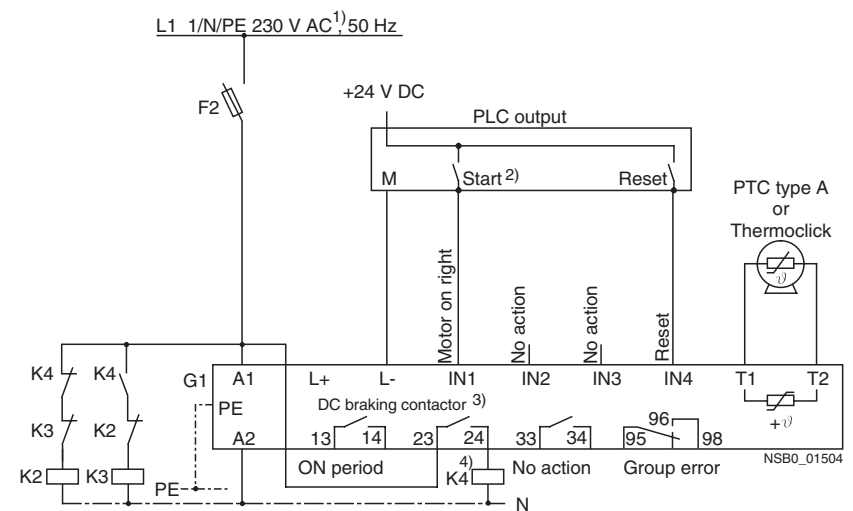 L1 1/N/PE 230 V AC1), 50 Hz
F2
+24 V DC
PLC output
M
Start 2)
Reset
PTC type A
or
Thermoclick
ϑ
Motor on right
No action
No action
Reset
K4
K4
G1
A1
L+
L-
IN1
IN2
IN3
IN4
T1
T2
PE
DC braking contactor 3)
+ϑ
K3
K2
A2
13
14
23
24
33
34
95
96
98
NSB0_01504
ON period
4)
No action
Group error
K2
K3
PE
K4
N